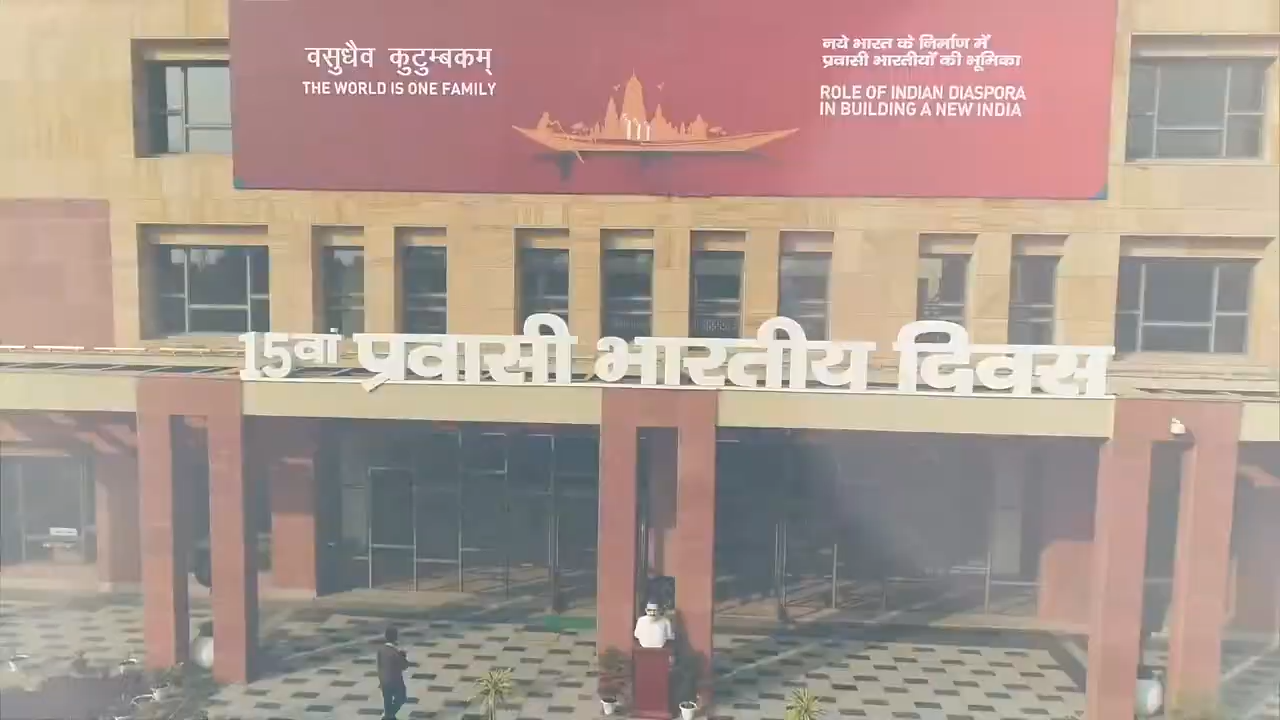 वसुधैव कुटुम्बकम्
THE WORLD IS ONE FAMILY
नये भारत के निर्माण में
प्रवासी भारतीयों की भूमिका
ROLE OF INDIAN DIASPORA
IN BUILDING A NEW INDIA
15वां प्रवासी भारतीय दिवस